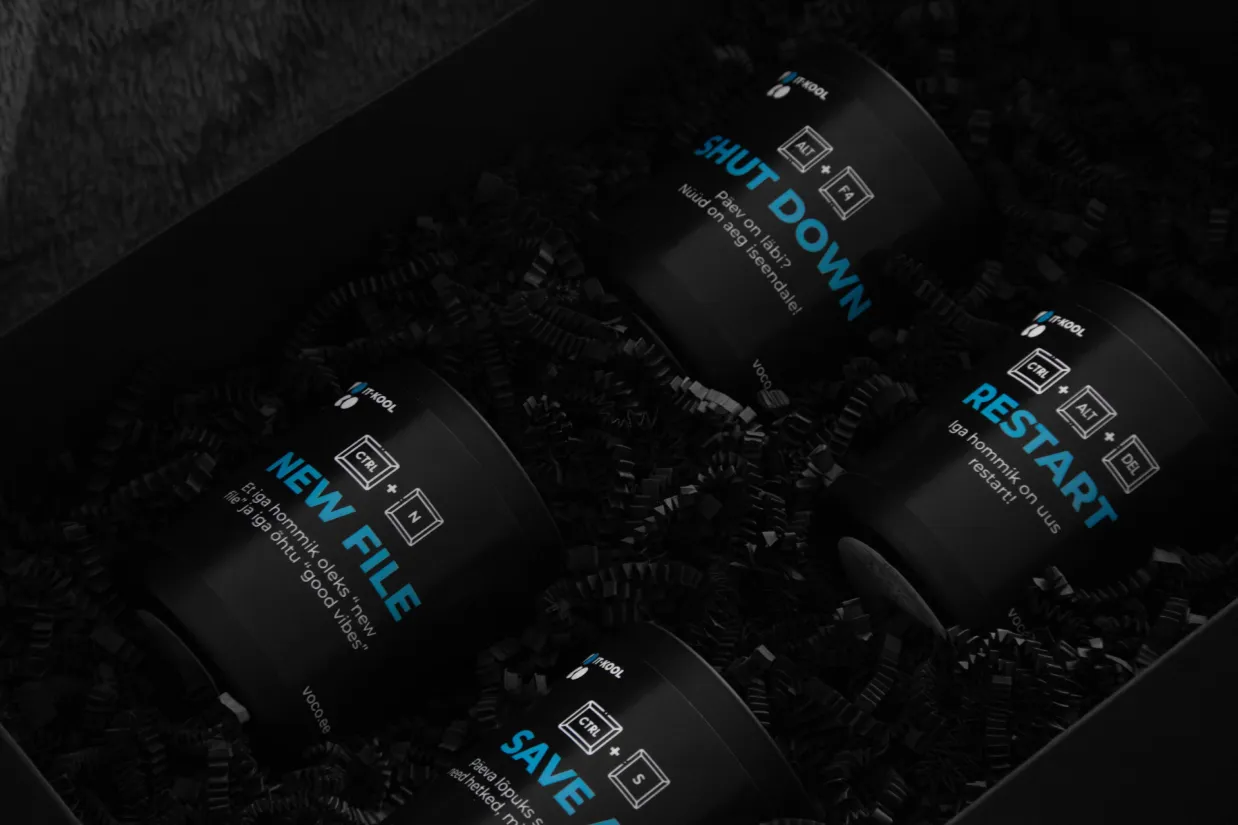 IT-KOOL
ALT + F4
SHUT DOWN
Päev on läbi?
Nüüd on aeg iseendale!
voco
IT-KOOL
CTRL + ALT + DEL
RESTART
Iga hommik on uus
restart!
IT-KOOL
CTRL + N
NEW FILE
Et iga hommik oleks “new
file” ja iga õhtu “good vibes”
voco.ee
IT-KOOL
CTRL + S
SAVE
Päeva lõpuks
need hetked,